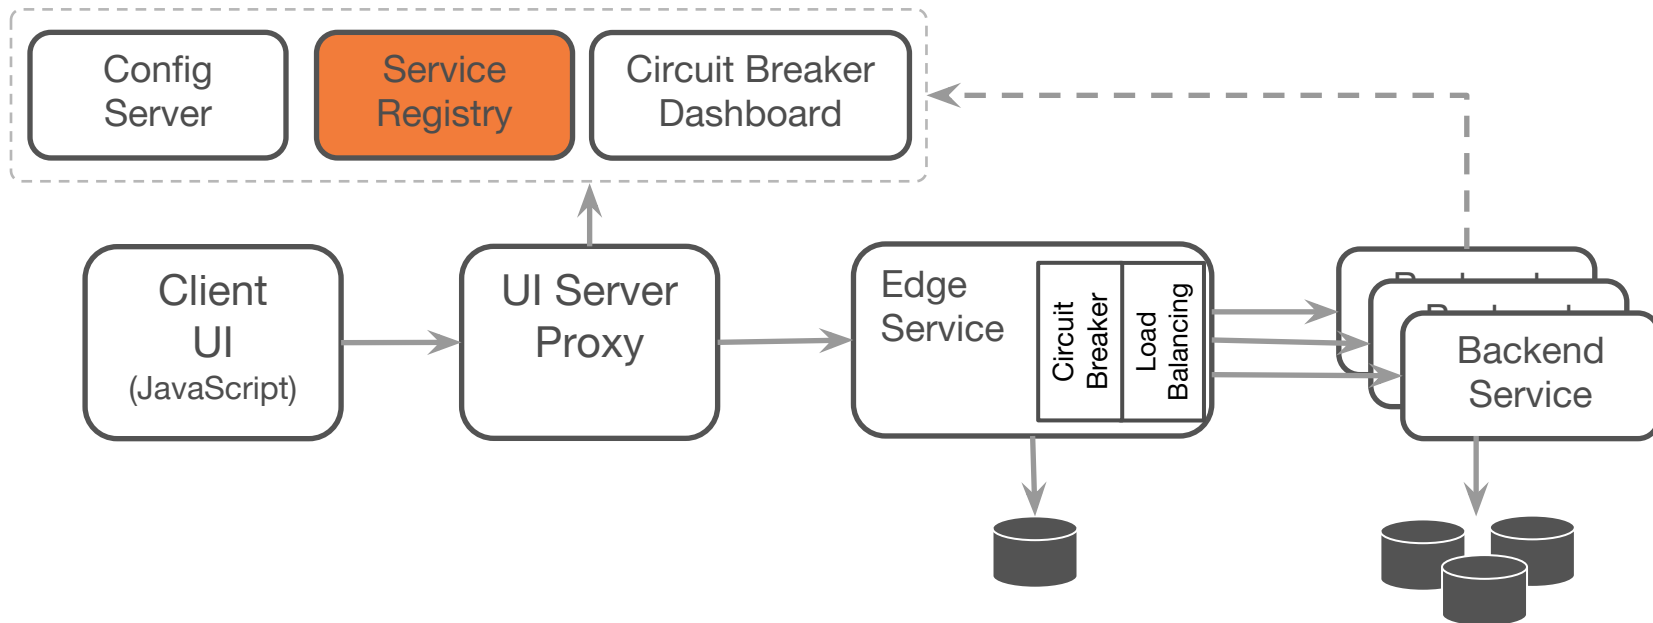 Config
Server
Service
Registry
Circuit Breaker
Dashboard
Client
UI
(JavaScript)
UI Server
Proxy
Edge
Service
Circuit
Breaker
Load
Balancing
Backend
Service